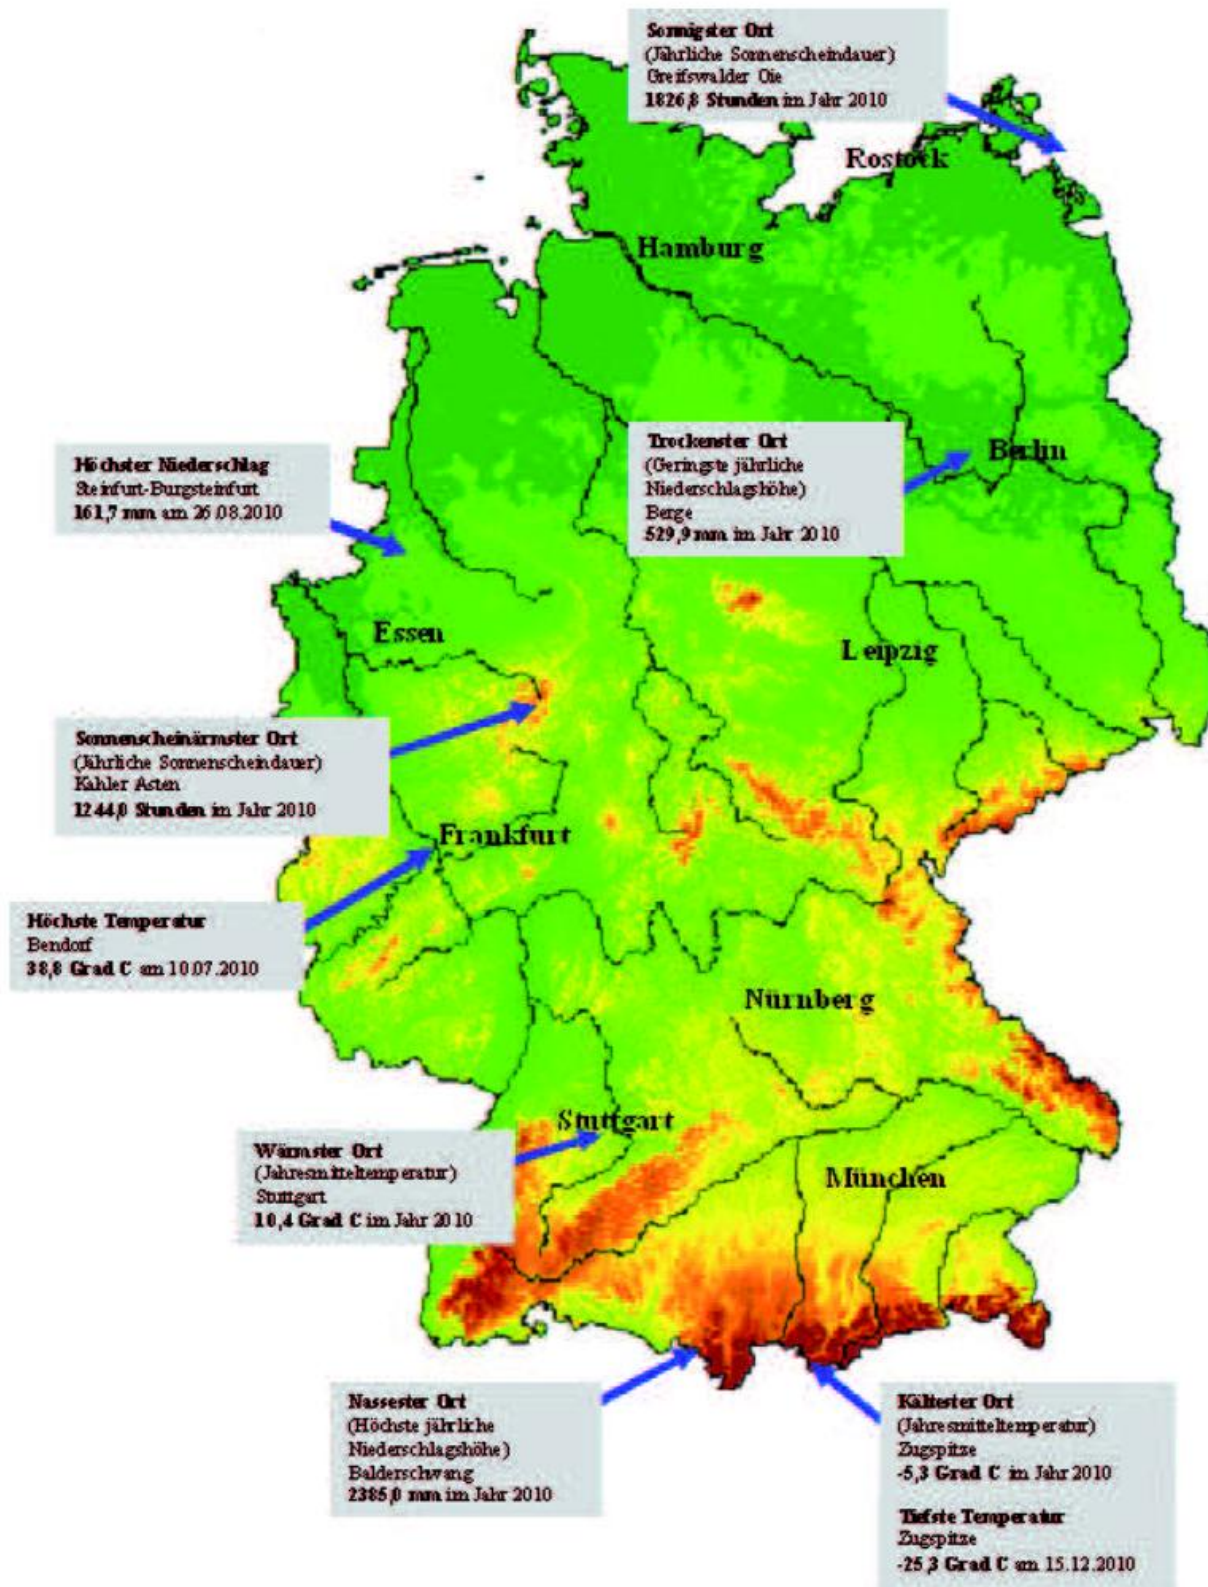 Sonnigster Ort
(Jährliche Sonnenscheindauer)
Greifswalder Oie
1826,8 Stunden im Jahr 2010
Rostock
Hamburg
Höchster Niederschlag
Steinfurt-Burgsteinfurt
161,7 mm am 26.08.2010
Trockenster Ort
(Geringste jährliche
Niederschlagshöhe)
Berge
529,9 mm im Jahr 2010
Berlin
Essen
Leipzig
Sonnenscheinärmster Ort
(Jährliche Sonnenscheindauer)
Kahler Asten
1244,0 Stunden im Jahr 2010
Frankfurt
Höchste Temperatur
Bendorf
38,8 Grad C am 10.07.2010
Nürnberg
Stuttgart
Wärmster Ort
(Jahresmitteltemperatur)
Stuttgart
10,4 Grad C im Jahr 2010
München
Nassester Ort
(Höchste jährliche
Niederschlagshöhe)
Balderschwang
2385,0 mm im Jahr 2010
Kältester Ort
(Jahresmitteltemperatur)
Zugspitze
-5,3 Grad C im Jahr 2010
Tiefste Temperatur
Zugspitze
-25,3 Grad C am 15.12.2010